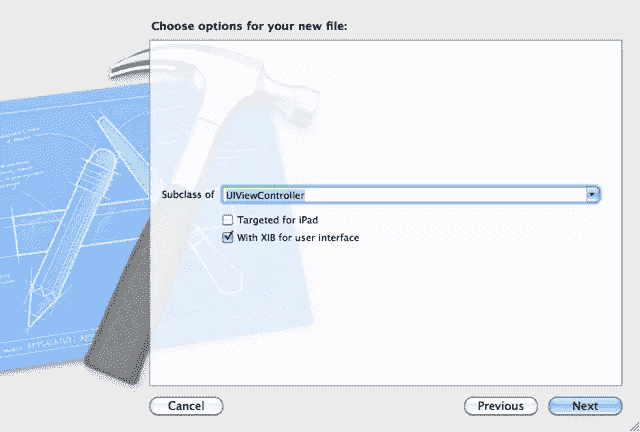 Choose options for your new file:
Subclass of UIViewController
Targeted for iPad
With XIB for user interface
Cancel Previous Next